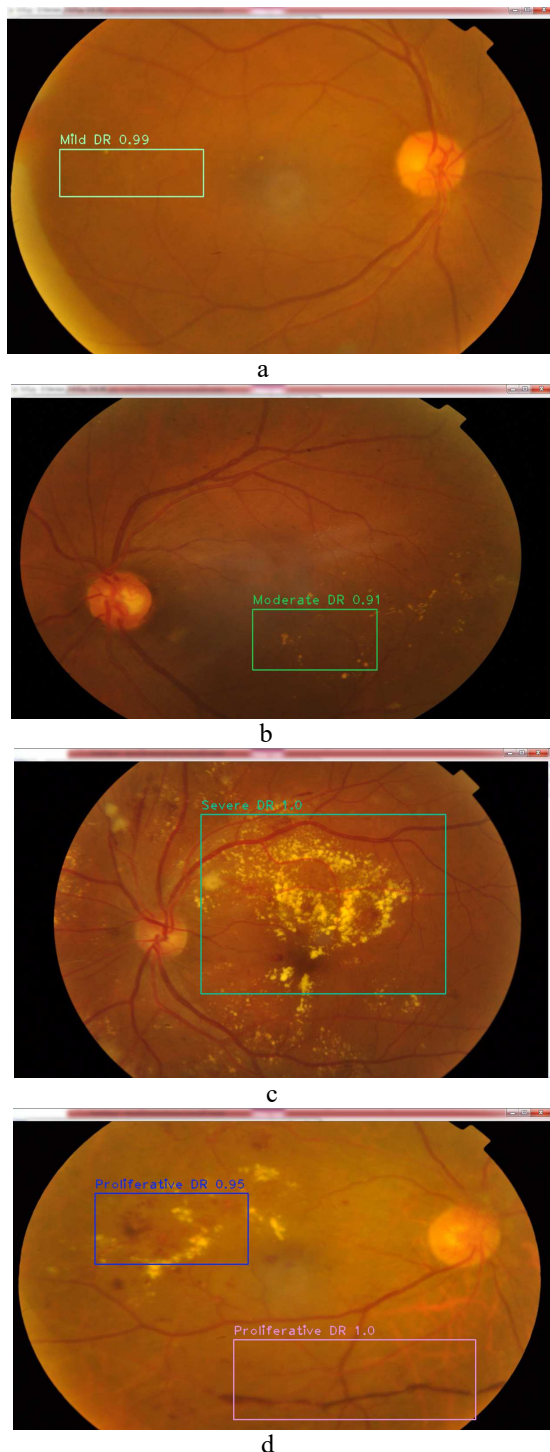 Mild DR 0.99
a
Moderate DR 0.91
b
Severe DR 1.0
c
Proliferative DR 0.95
Proliferative DR 1.0
d